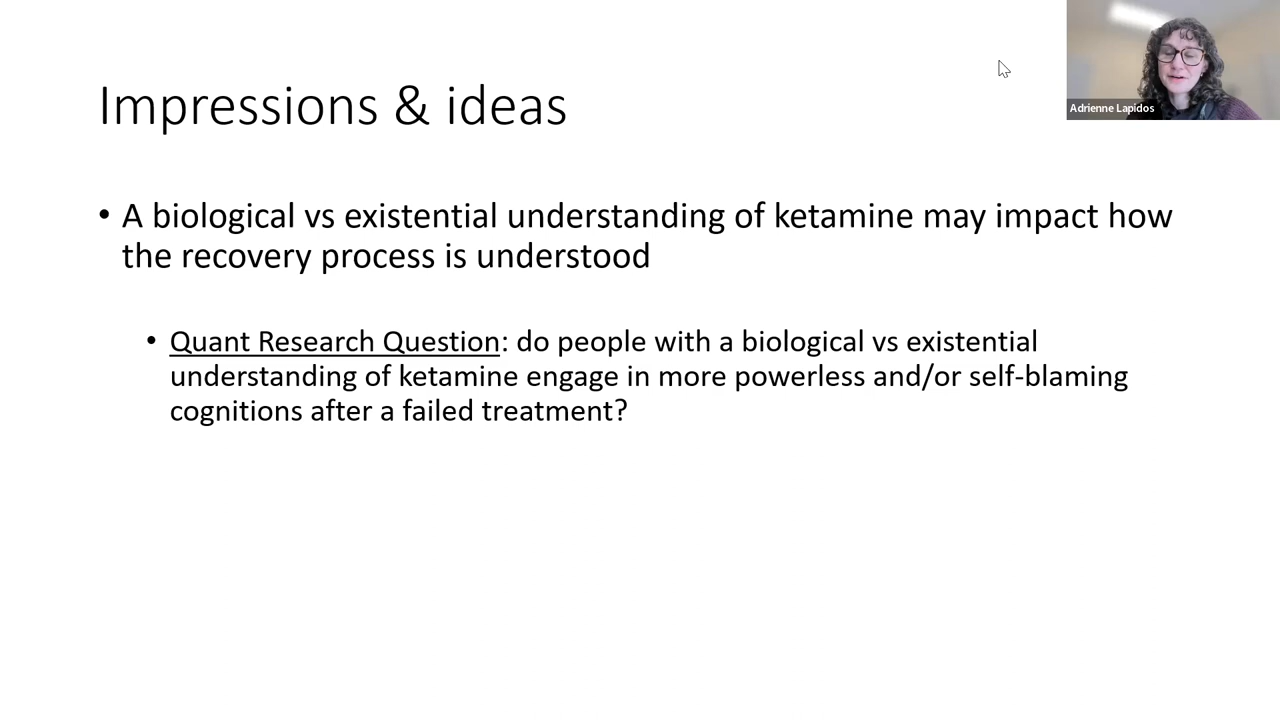 Impressions & ideas
Adrienne Lapidos
• A biological vs existential understanding of ketamine may impact how
the recovery process is understood
• Quant Research Question: do people with a biological vs existential
understanding of ketamine engage in more powerless and/or self-blaming
cognitions after a failed treatment?